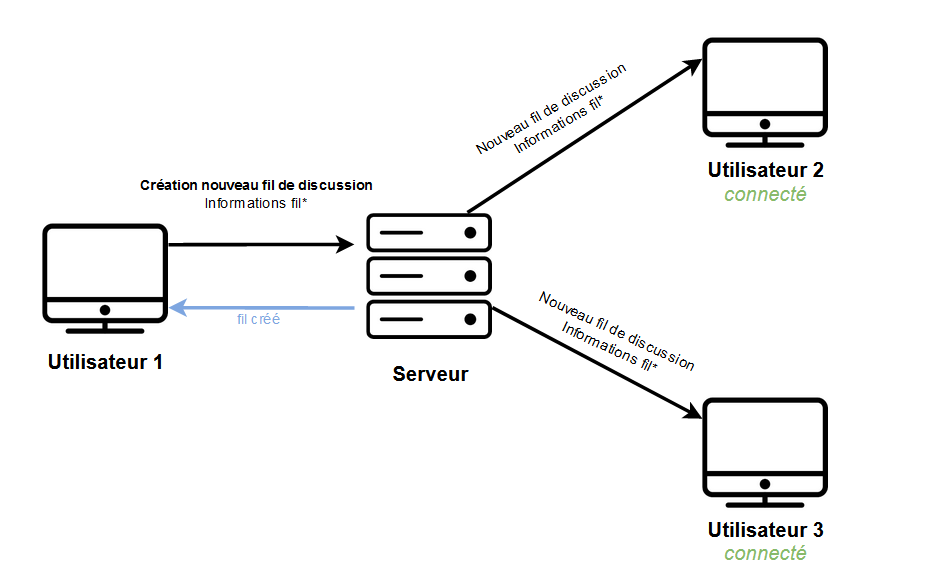 Nouveau fil de discussion
Informations fil*
Utilisateur 2
connecté
Création nouveau fil de discussion
Informations fil*
fil créé
Utilisateur 1
Serveur
Nouveau fil de discussion
Informations fil*
Utilisateur 3
connecté